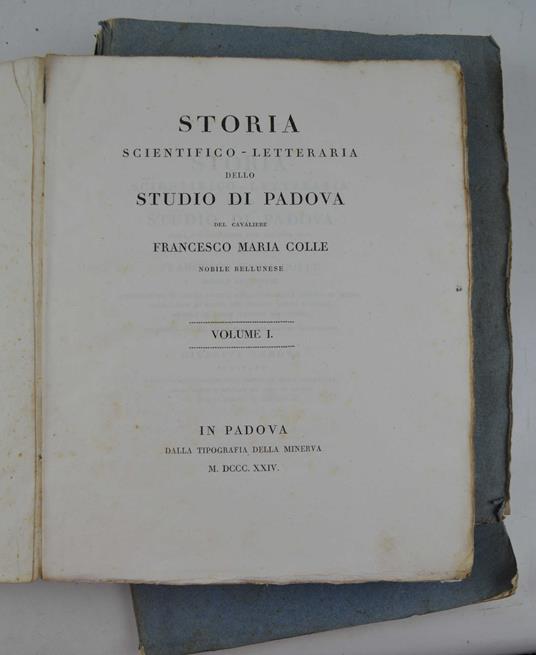 STORIA
SCIENTIFICO - LETTERARIA
DELLO
STUDIO DI PADOVA
DEL CAVALIERE
FRANCESCO MARIA COLLE
NOBILE BELLUNESE
VOLUME I.
IN PADOVA
DALLA TIPOGRAFIA DELLA MINERVA
M. DCCC. XXIV.